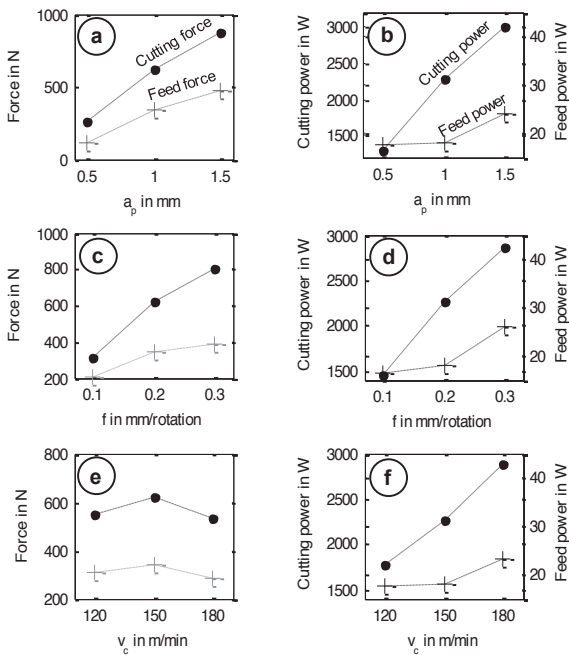 a
Cutting force
Feed force
Force in N
1000
500
0
0.5 1 1.5
a_p in mm
b
Cutting power
Feed power
Cutting power in W
3000
2500
2000
1500
Feed power in W
40
30
20
0.5 1 1.5
a_p in mm
c
Force in N
1000
800
600
400
200
0.1 0.2 0.3
f in mm/rotation
d
Cutting power in W
3000
2500
2000
1500
Feed power in W
40
30
20
0.1 0.2 0.3
f in mm/rotation
e
Force in N
800
600
400
200
120 150 180
v_c in m/min
f
Cutting power in W
3000
2500
2000
1500
Feed power in W
40
30
20
120 150 180
v_c in m/min